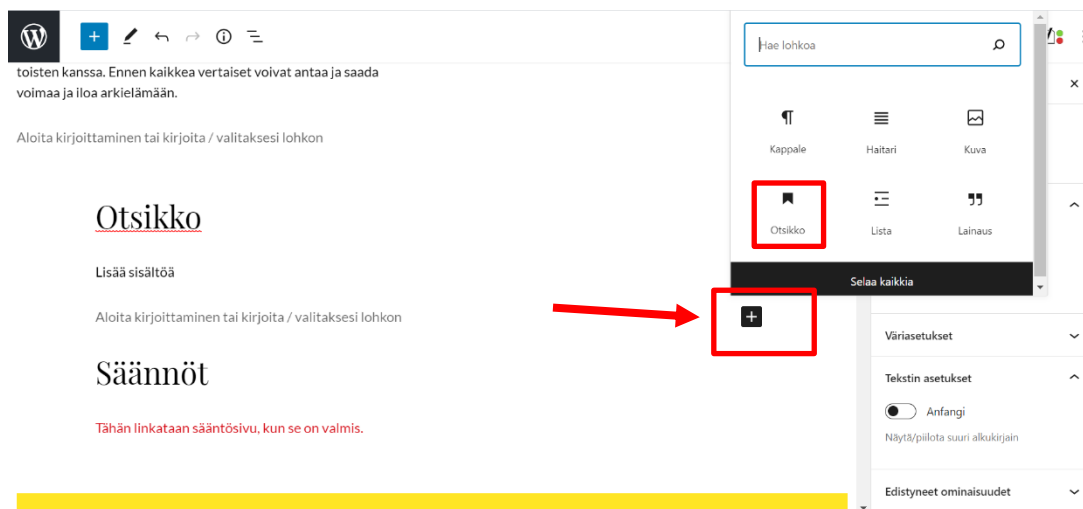 toisten kanssa. Ennen kaikkea vertaiset voivat antaa ja saada
voimaa ja iloa arkielämään.
Aloita kirjoittaminen tai kirjoita / valitaksesi lohkon
Otsikko
Lisää sisältöä
Aloita kirjoittaminen tai kirjoita / valitaksesi lohkon
Säännöt
Tähän linkataan sääntösivu, kun se on valmis.
Hae lohkoa
Kappale Haitari Kuva
Otsikko Lista Lainaus
Selaa kaikkia
Väriasetukset
Tekstin asetukset
Anfangi
Näytä/piilota suuri alkukirjain
Edistyneet ominaisuudet